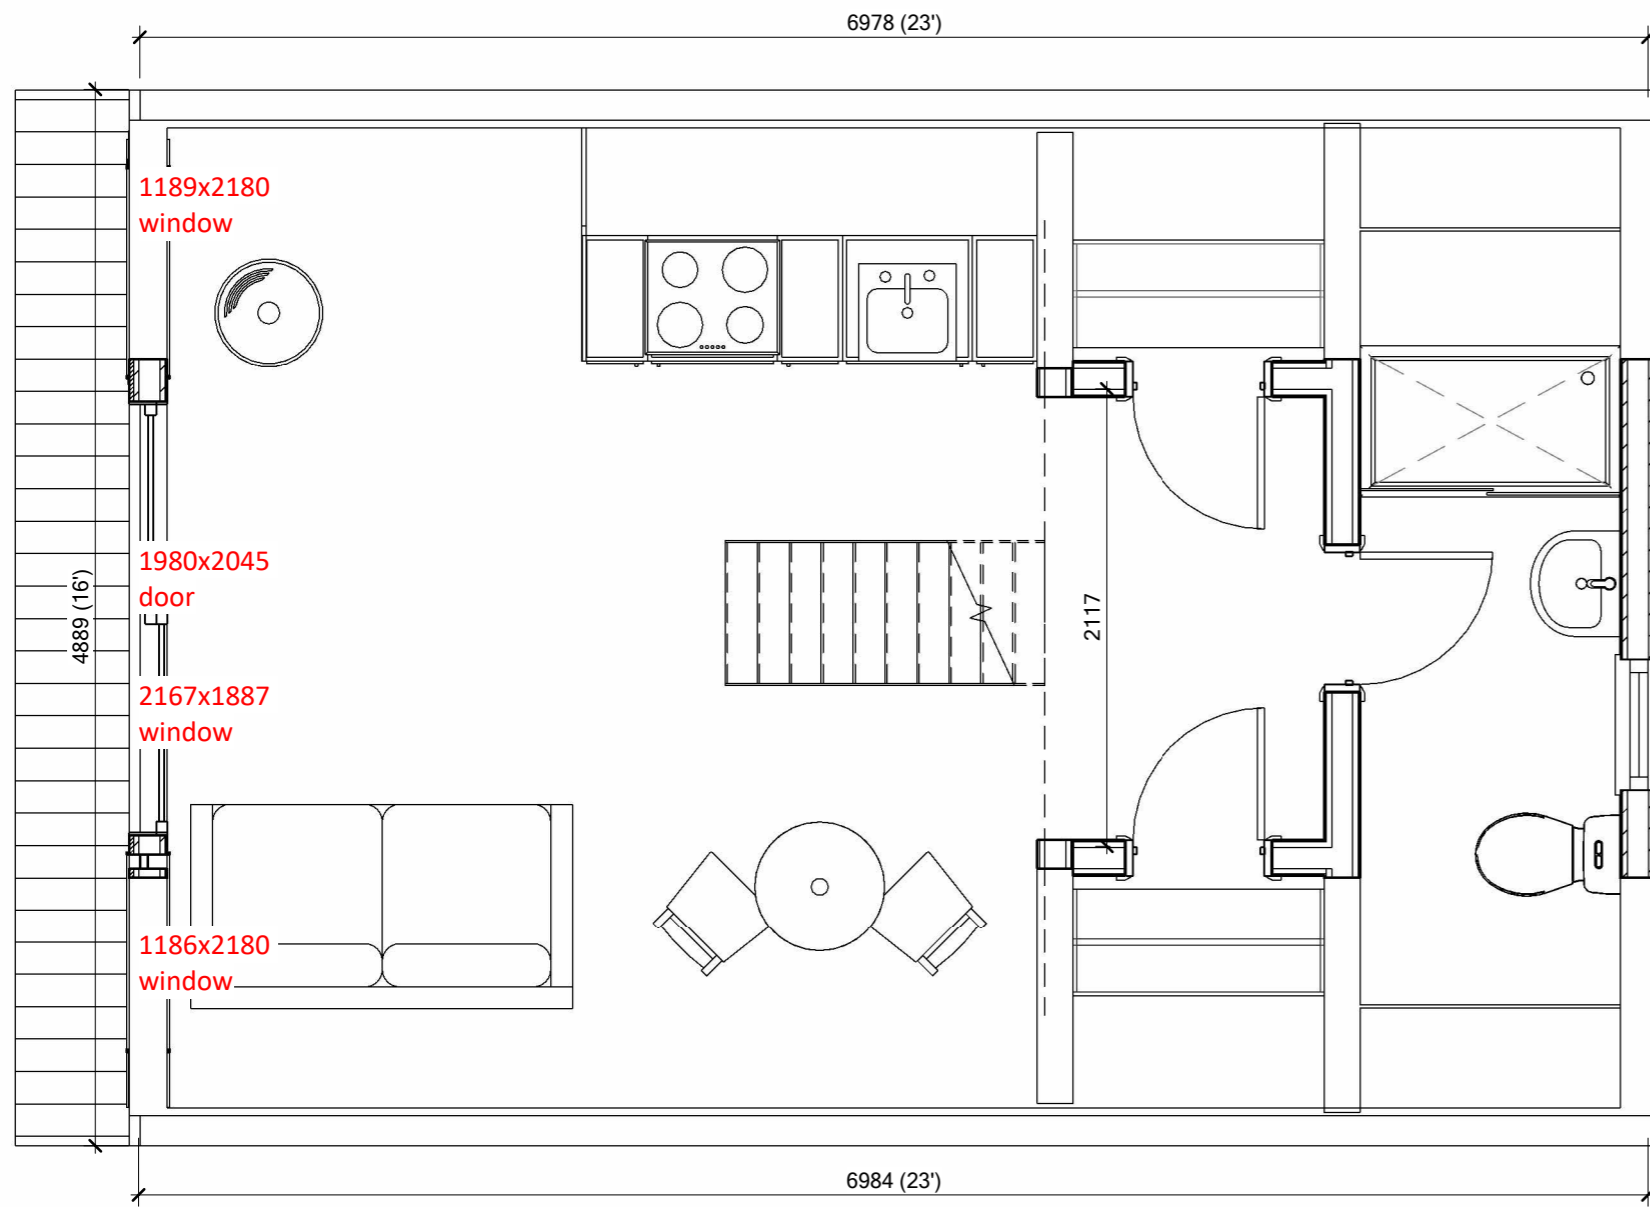 6978 (23')
1189x2180
window
1980x2045
door
4889 (16')
2117
2167x1887
window
1186x2180
window
6984 (23')